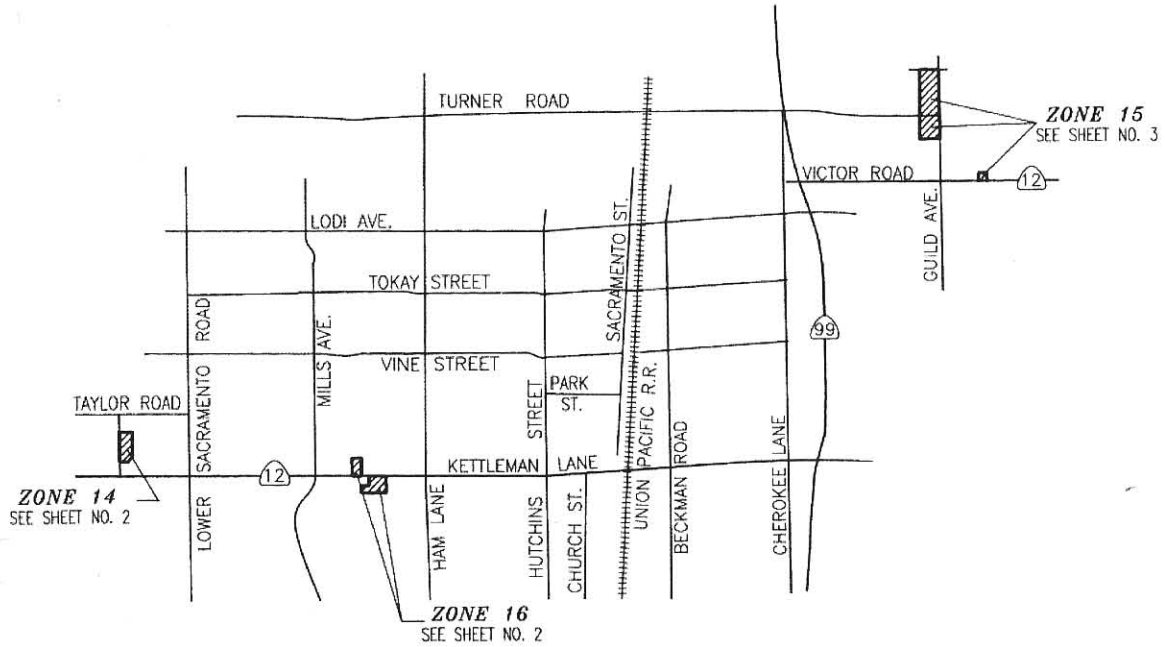 TURNER ROAD
ZONE 15
SEE SHEET NO. 3
VICTOR ROAD
12
GUILD AVE.
LODI AVE.
SACRAMENTO ST.
TOKAY STREET
LOWER SACRAMENTO ROAD
MILLS AVE.
99
VINE STREET
PARK
ST.
HUTCHINS STREET
UNION PACIFIC R.R.
BECKMAN ROAD
CHEROKEE LANE
TAYLOR ROAD
KETTLEMAN LANE
12
ZONE 14
SEE SHEET NO. 2
HAM LANE
CHURCH ST.
ZONE 16
SEE SHEET NO. 2